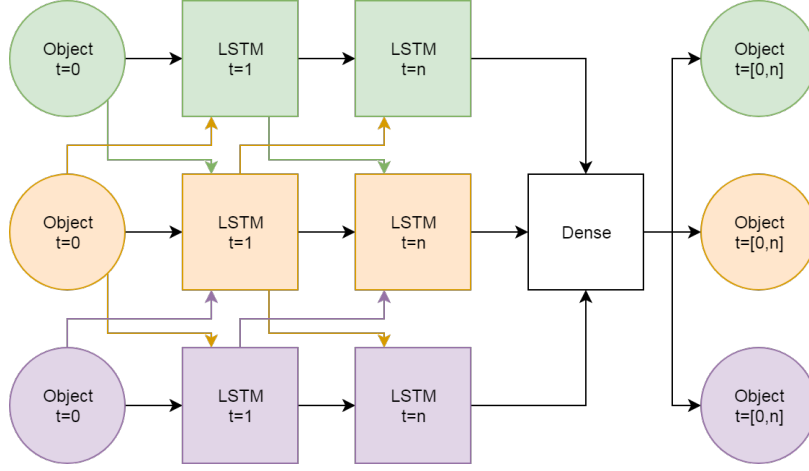 Object
t=0
LSTM
t=1
LSTM
t=n
Object
t=[0,n]
Object
t=0
LSTM
t=1
LSTM
t=n
Dense
Object
t=[0,n]
Object
t=0
LSTM
t=1
LSTM
t=n
Object
t=[0,n]